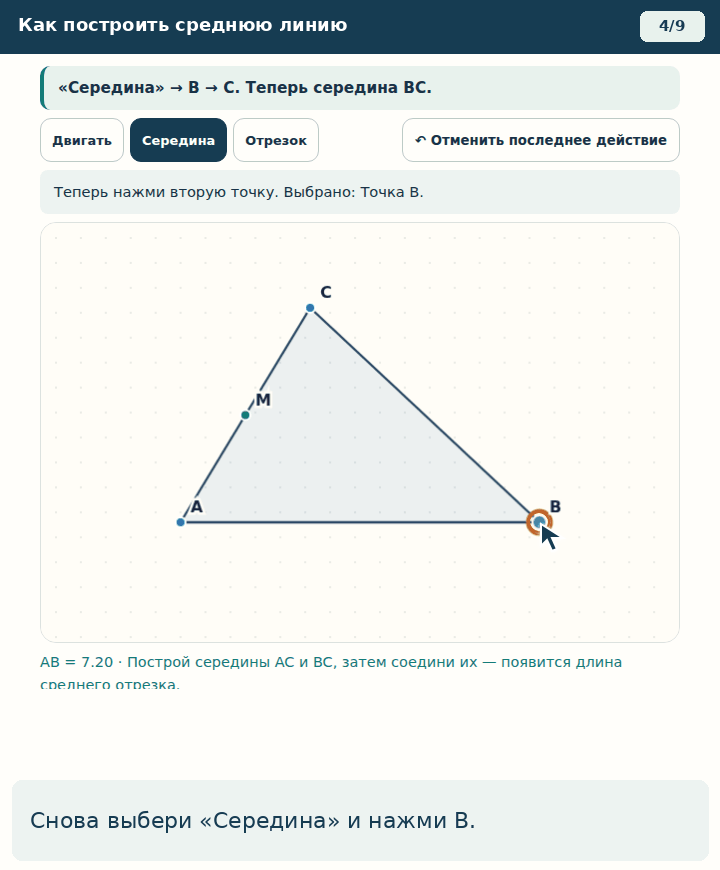 Как построить среднюю линию
4/9
«Середина» → B → C. Теперь середина BC.
Двигать
Середина
Отрезок
↶ Отменить последнее действие
Теперь нажми вторую точку. Выбрано: Точка B.
C
M
A
B
AB = 7.20 · Построй середины AC и BC, затем соедини их — появится длина
среднего отрезка.
Снова выбери «Середина» и нажми B.